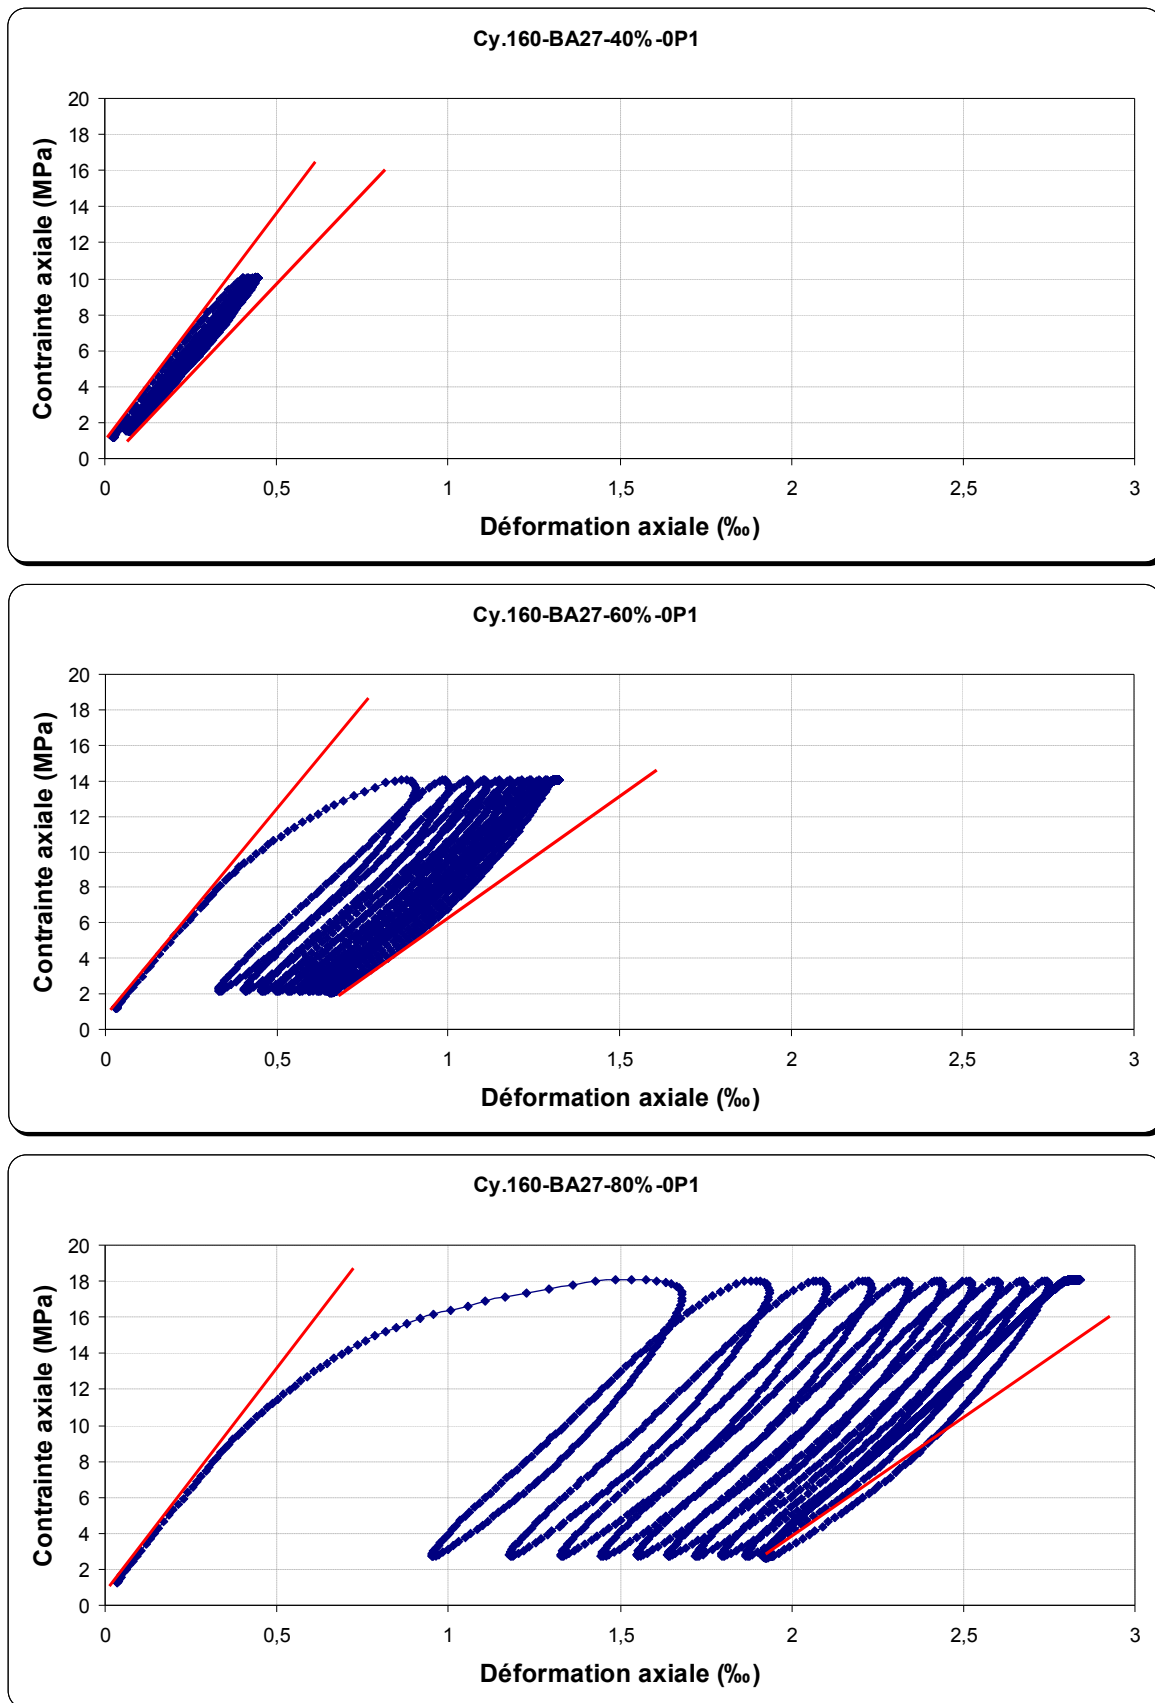 Cy.160-BA27-40%-0P1
Contrainte axiale (MPa)
20
18
16
14
12
10
8
6
4
2
0
0 0,5 1 1,5 2 2,5 3
Déformation axiale (‰)
Cy.160-BA27-60%-0P1
Contrainte axiale (MPa)
20
18
16
14
12
10
8
6
4
2
0
0 0,5 1 1,5 2 2,5 3
Déformation axiale (‰)
Cy.160-BA27-80%-0P1
Contrainte axiale (MPa)
20
18
16
14
12
10
8
6
4
2
0
0 0,5 1 1,5 2 2,5 3
Déformation axiale (‰)